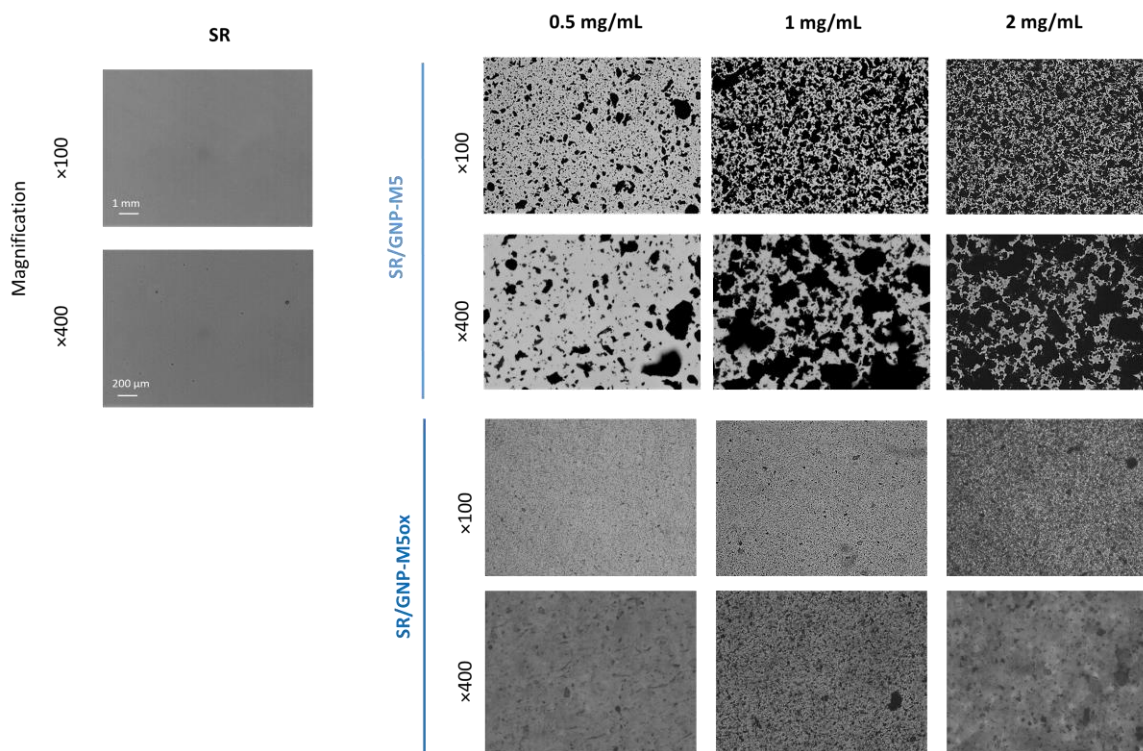 SR
0.5 mg/mL
1 mg/mL
2 mg/mL
Magnification
×100
1 mm
×400
200 µm
SR/GNP-M5
×100
×400
SR/GNP-M5ox
×100
×400